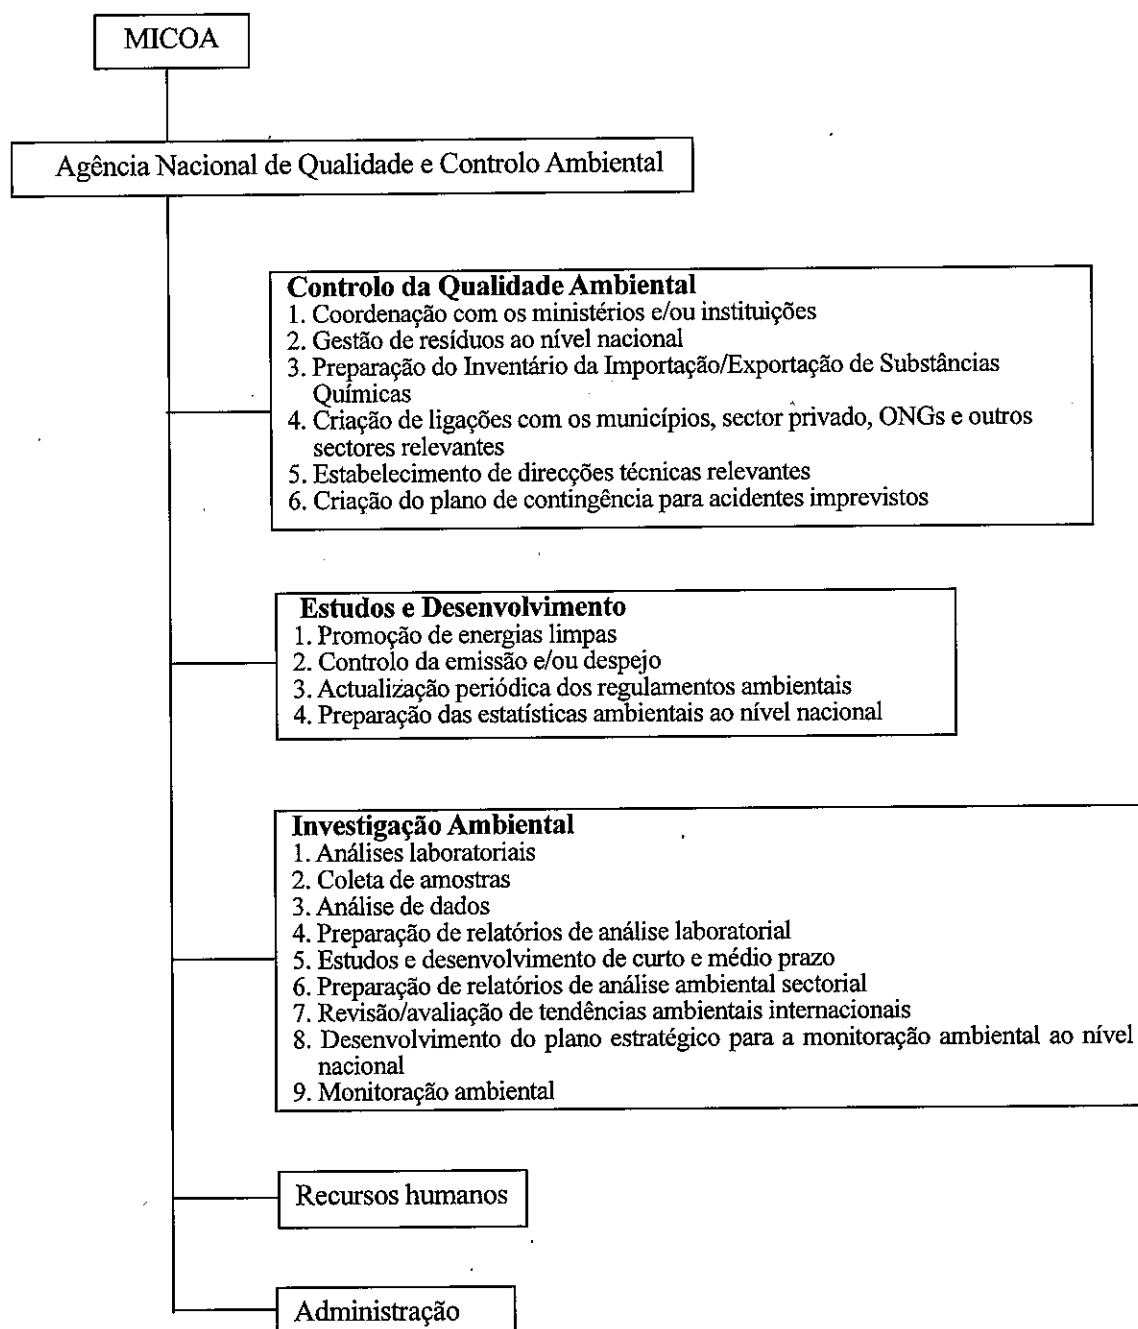 MICOA
Agência Nacional de Qualidade e Controlo Ambiental
Controlo da Qualidade Ambiental
1. Coordenação com os ministérios e/ou instituições
2. Gestão de resíduos ao nível nacional
3. Preparação do Inventário da Importação/Exportação de Substâncias
Químicas
4. Criação de ligações com os municípios, sector privado, ONGs e outros
sectores relevantes
5. Estabelecimento de direcções técnicas relevantes
6. Criação do plano de contingência para acidentes imprevistos
Estudos e Desenvolvimento
1. Promoção de energias limpas
2. Controlo da emissão e/ou despejo
3. Actualização periódica dos regulamentos ambientais
4. Preparação das estatísticas ambientais ao nível nacional
Investigação Ambiental
1. Análises laboratoriais
2. Coleta de amostras
3. Análise de dados
4. Preparação de relatórios de análise laboratorial
5. Estudos e desenvolvimento de curto e médio prazo
6. Preparação de relatórios de análise ambiental sectorial
7. Revisão/avaliação de tendências ambientais internacionais
8. Desenvolvimento do plano estratégico para a monitoração ambiental ao nível
nacional
9. Monitoração ambiental
Recursos humanos
Administração